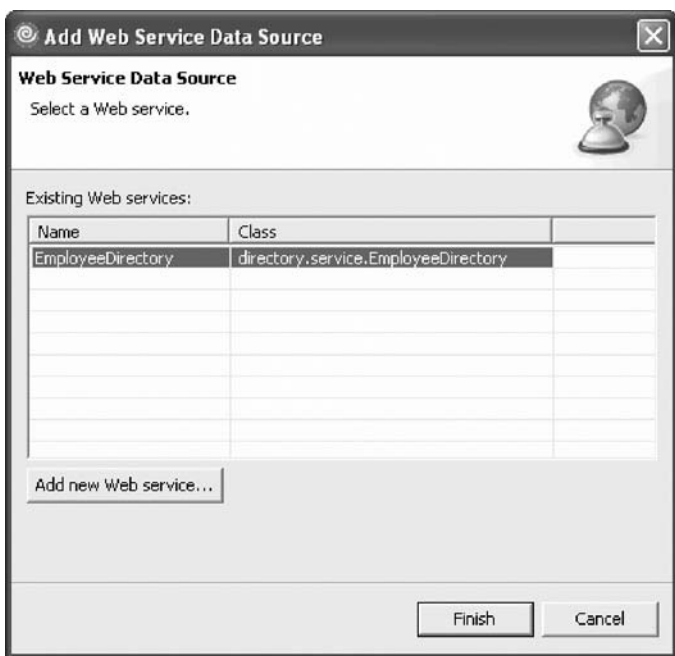 Add Web Service Data Source
Web Service Data Source
Select a Web service.
Existing Web services:
Name Class
EmployeeDirectory directory.service.EmployeeDirectory
Add new Web service...
Finish Cancel